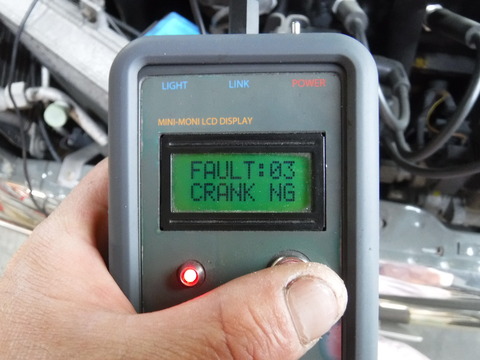 LIGHT LINK POWER
MINI-MONI LCD DISPLAY
FAULT:03
CRANK NG